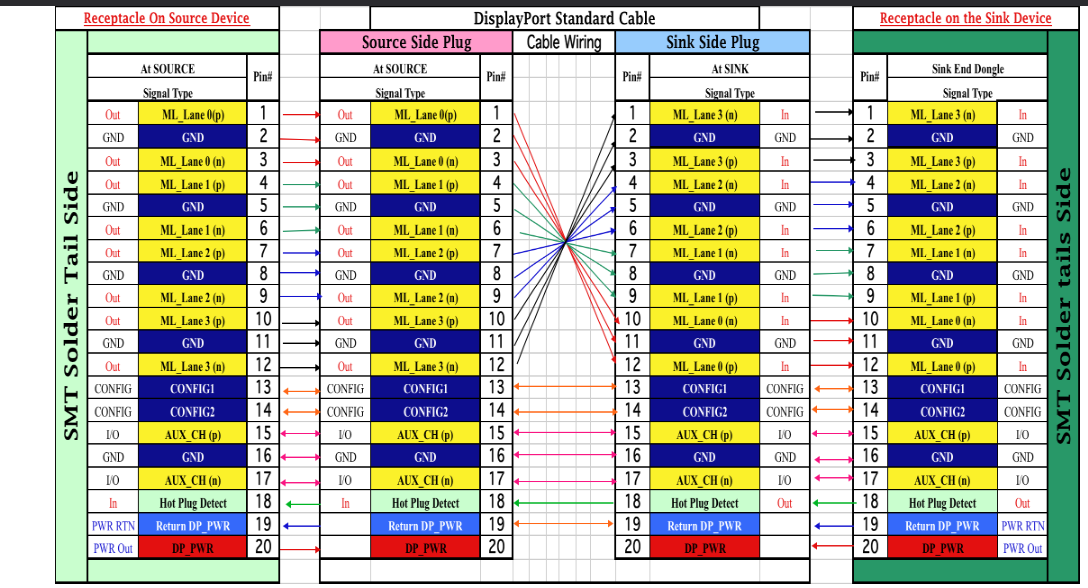 Receptacle On Source Device DisplayPort Standard Cable Receptacle on the Sink Device
Source Side Plug Cable Wiring Sink Side Plug
At SOURCE Pin# At SOURCE Pin# Pin# At SINK Pin# Sink End Dongle
Signal Type Signal Type Signal Type Signal Type
Out ML_Lane 0(p) 1 Out ML_Lane 0(p) 1 1 ML_Lane 3 (n) In 1 ML_Lane 3 (n) In
GND GND 2 GND GND 2 2 GND GND 2 GND GND
Out ML_Lane 0 (n) 3 Out ML_Lane 0 (n) 3 3 ML_Lane 3 (p) In 3 ML_Lane 3 (p) In
Out ML_Lane 1 (p) 4 Out ML_Lane 1 (p) 4 4 ML_Lane 2 (n) In 4 ML_Lane 2 (n) In
GND GND 5 GND GND 5 5 GND GND 5 GND GND
Out ML_Lane 1 (n) 6 Out ML_Lane 1 (n) 6 6 ML_Lane 2 (p) In 6 ML_Lane 2 (p) In
Out ML_Lane 2 (p) 7 Out ML_Lane 2 (p) 7 7 ML_Lane 1 (n) In 7 ML_Lane 1 (n) In
GND GND 8 GND GND 8 8 GND GND 8 GND GND
Out ML_Lane 2 (n) 9 Out ML_Lane 2 (n) 9 9 ML_Lane 1 (p) In 9 ML_Lane 1 (p) In
Out ML_Lane 3 (p) 10 Out ML_Lane 3 (p) 10 10 ML_Lane 0 (n) In 10 ML_Lane 0 (n) In
GND GND 11 GND GND 11 11 GND GND 11 GND GND
Out ML_Lane 3 (n) 12 Out ML_Lane 3 (n) 12 12 ML_Lane 0 (p) In 12 ML_Lane 0 (p) In
CONFIG CONFIG1 13 CONFIG CONFIG1 13 13 CONFIG1 CONFIG 13 CONFIG1 CONFIG
CONFIG CONFIG2 14 CONFIG CONFIG2 14 14 CONFIG2 CONFIG 14 CONFIG2 CONFIG
I/O AUX_CH (p) 15 I/O AUX_CH (p) 15 15 AUX_CH (p) I/O 15 AUX_CH (p) I/O
GND GND 16 GND GND 16 16 GND GND 16 GND GND
I/O AUX_CH (n) 17 I/O AUX_CH (n) 17 17 AUX_CH (n) I/O 17 AUX_CH (n) I/O
In Hot Plug Detect 18 In Hot Plug Detect 18 18 Hot Plug Detect Out 18 Hot Plug Detect Out
PWR RTN Return DP_PWR 19 Return DP_PWR 19 19 Return DP_PWR 19 Return DP_PWR PWR RTN
PWR Out DP_PWR 20 DP_PWR 20 20 DP_PWR 20 DP_PWR PWR Out
SMT Solder Tail Side
SMT Solder tails Side